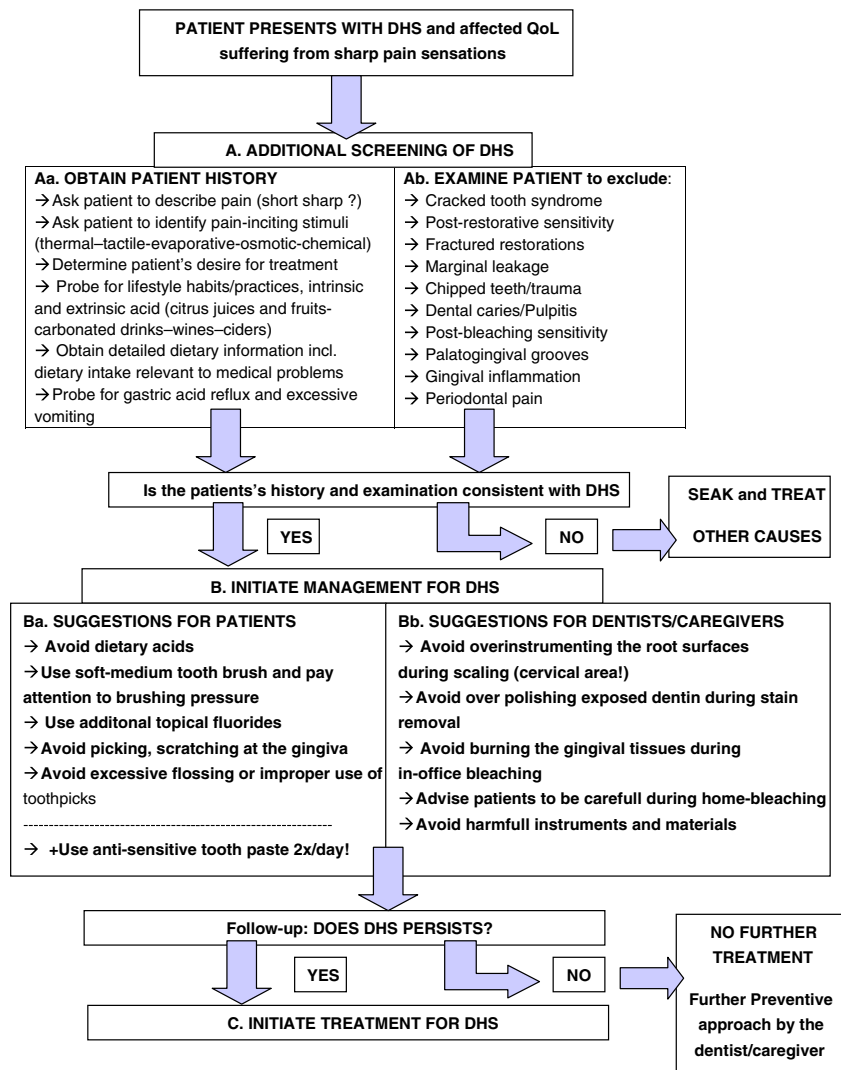 PATIENT PRESENTS WITH DHS and affected QoL
suffering from sharp pain sensations
A. ADDITIONAL SCREENING OF DHS
Aa. OBTAIN PATIENT HISTORY
→Ask patient to describe pain (short sharp ?)
→Ask patient to identify pain-inciting stimuli
(thermal–tactile-evaporative-osmotic-chemical)
→Determine patient's desire for treatment
→ Probe for lifestyle habits/practices, intrinsic
and extrinsic acid (citrus juices and fruits-
carbonated drinks–wines–ciders)
→ Obtain detailed dietary information incl.
dietary intake relevant to medical problems
→Probe for gastric acid reflux and excessive
vomiting
Ab. EXAMINE PATIENT to exclude:
→ Cracked tooth syndrome
→ Post-restorative sensitivity
→ Fractured restorations
→ Marginal leakage
→ Chipped teeth/trauma
→ Dental caries/Pulpitis
→ Post-bleaching sensitivity
→ Palatogingival grooves
→ Gingival inflammation
→ Periodontal pain
Is the patients's history and examination consistent with DHS
YES
NO
SEAK and TREAT
OTHER CAUSES
B. INITIATE MANAGEMENT FOR DHS
Ba. SUGGESTIONS FOR PATIENTS
→ Avoid dietary acids
→Use soft-medium tooth brush and pay
attention to brushing pressure
→ Use additonal topical fluorides
→Avoid picking, scratching at the gingiva
→Avoid excessive flossing or improper use of
toothpicks
→ +Use anti-sensitive tooth paste 2x/day!
Bb. SUGGESTIONS FOR DENTISTS/CAREGIVERS
→ Avoid overinstrumenting the root surfaces
during scaling (cervical area!)
→Avoid over polishing exposed dentin during stain
removal
→ Avoid burning the gingival tissues during
in-office bleaching
→Advise patients to be carefull during home-bleaching
→Avoid harmfull instruments and materials
Follow-up: DOES DHS PERSISTS?
YES
NO
NO FURTHER
TREATMENT
Further Preventive
approach by the
dentist/caregiver
C. INITIATE TREATMENT FOR DHS